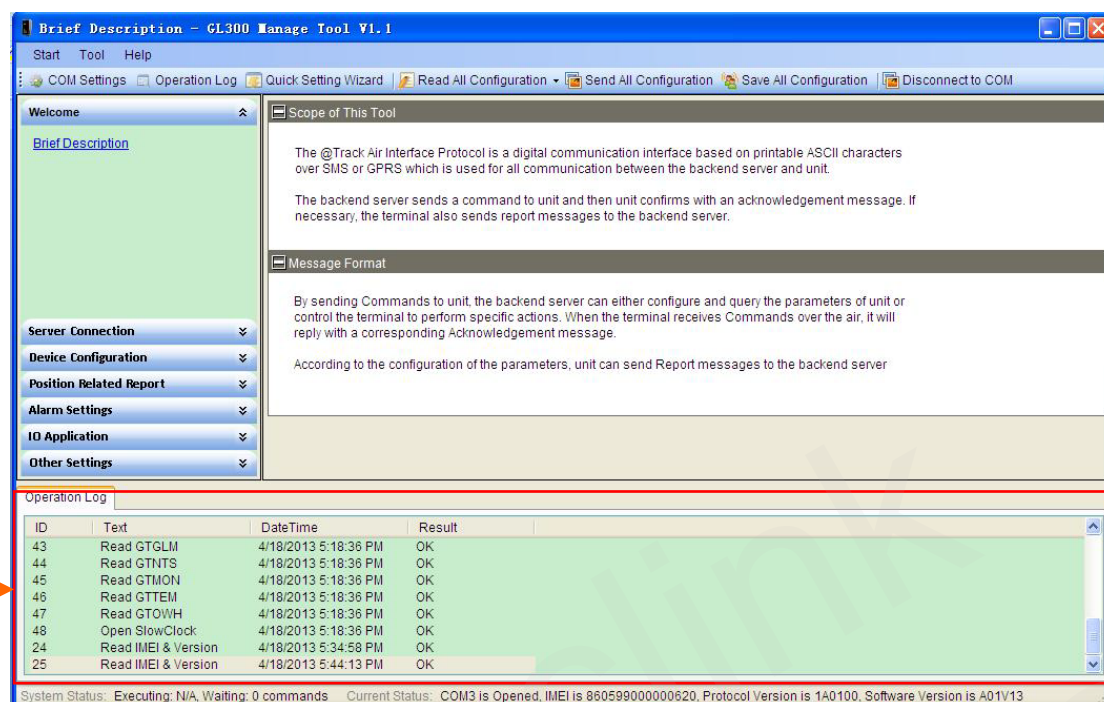 Brief Description - GL300 Manage Tool V1.1
Start Tool Help
COM Settings Operation Log Quick Setting Wizard Read All Configuration Send All Configuration Save All Configuration Disconnect to COM
Welcome
Brief Description
Scope of This Tool
The @Track Air Interface Protocol is a digital communication interface based on printable ASCII characters
over SMS or GPRS which is used for all communication between the backend server and unit.
The backend server sends a command to unit and then unit confirms with an acknowledgement message. If
necessary, the terminal also sends report messages to the backend server.
Message Format
By sending Commands to unit, the backend server can either configure and query the parameters of unit or
control the terminal to perform specific actions. When the terminal receives Commands over the air, it will
reply with a corresponding Acknowledgement message.
According to the configuration of the parameters, unit can send Report messages to the backend server
Server Connection
Device Configuration
Position Related Report
Alarm Settings
IO Application
Other Settings
Operation Log
ID Text DateTime Result
43 Read GTGLM 4/18/2013 5:18:36 PM OK
44 Read GTNTS 4/18/2013 5:18:36 PM OK
45 Read GTMON 4/18/2013 5:18:36 PM OK
46 Read GTTEM 4/18/2013 5:18:36 PM OK
47 Read GTOWH 4/18/2013 5:18:36 PM OK
48 Open SlowClock 4/18/2013 5:18:36 PM OK
24 Read IMEI & Version 4/18/2013 5:34:58 PM OK
25 Read IMEI & Version 4/18/2013 5:44:13 PM OK
System Status: Executing: N/A, Waiting: 0 commands Current Status: COM3 is Opened, IMEI is 860599000000620, Protocol Version is 1A0100, Software Version is A01V13